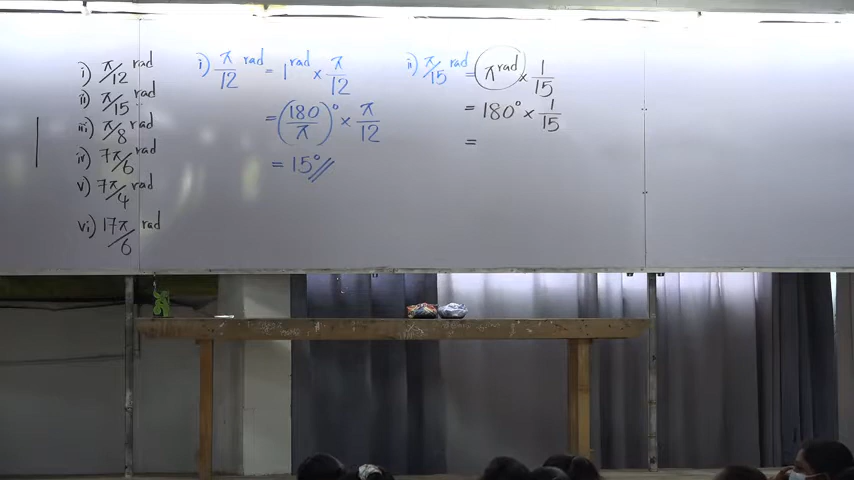 i) π/12 rad
ii) π/15 rad
iii) π/8 rad
iv) 7π/6 rad
v) 7π/4 rad
vi) 17π/6 rad
i) π/12 rad = 1 rad × π/12
= (180/π)° × π/12
= 15°//
ii) π/15 rad = π rad × 1/15
= 180° × 1/15
=